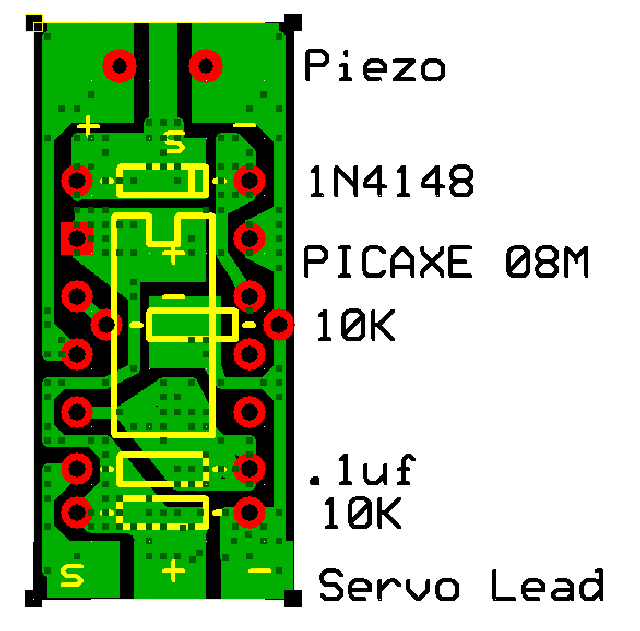 Piezo
+ −
S
1N4148
PICAXE 08M
+
−
10K
.1uf
10K
S + −
Servo Lead